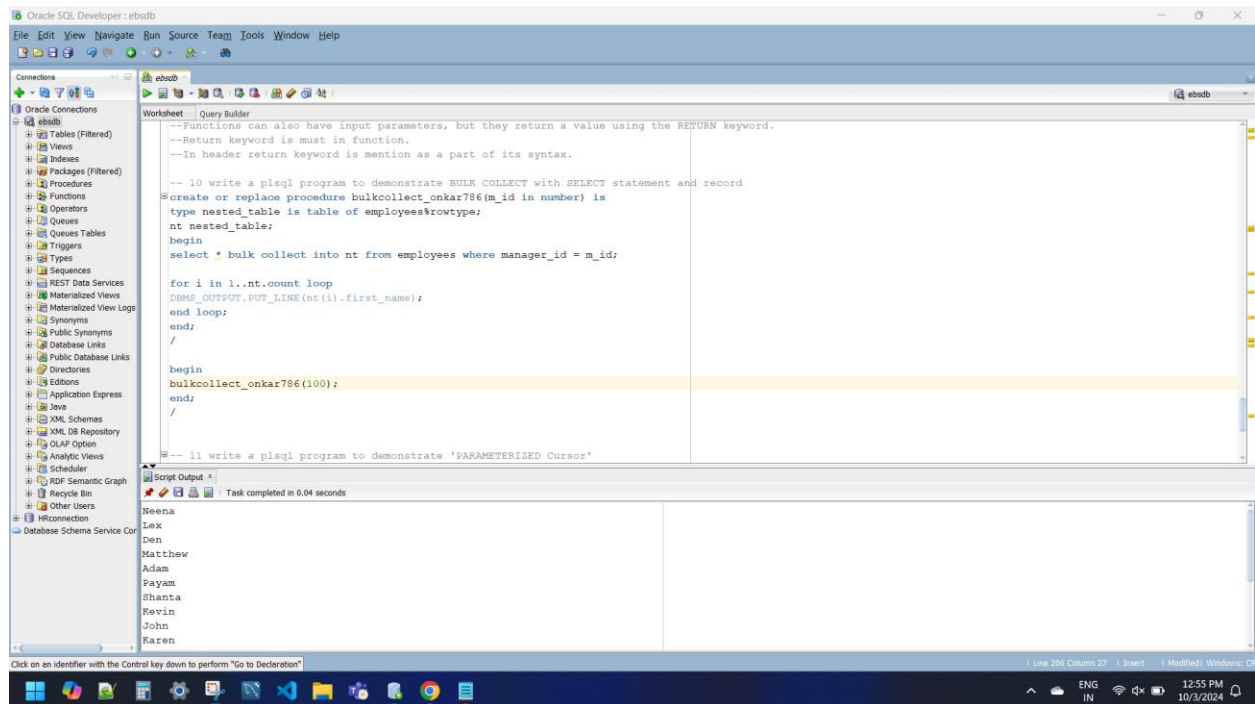 Oracle SQL Developer : ebsdb
File Edit View Navigate Run Source Team Tools Window Help
Connections
ebsdb
ebsdb
Oracle Connections
ebsdb
Tables (Filtered)
Views
Indexes
Packages (Filtered)
Procedures
Functions
Operators
Queues
Queues Tables
Triggers
Types
Sequences
REST Data Services
Materialized Views
Materialized View Logs
Synonyms
Public Synonyms
Database Links
Public Database Links
Directories
Editions
Application Express
Java
XML Schemas
XML DB Repository
OLAP Option
Analytic Views
Scheduler
RDF Semantic Graph
Recycle Bin
Other Users
HRconnection
Database Schema Service Cor
Worksheet Query Builder
--Functions can also have input parameters, but they return a value using the RETURN keyword.
--Return keyword is must in function.
--In header return keyword is mention as a part of its syntax.
-- 10 write a plsql program to demonstrate BULK COLLECT with SELECT statement and record
create or replace procedure bulkcollect_onkar786(m_id in number) is
type nested_table is table of employees%rowtype;
nt nested_table;
begin
select * bulk collect into nt from employees where manager_id = m_id;
for i in 1..nt.count loop
DBMS_OUTPUT.PUT_LINE(nt(i).first_name);
end loop;
end;
/
begin
bulkcollect_onkar786(100);
end;
/
-- 11 write a plsql program to demonstrate 'PARAMETERIZED Cursor'
Script Output ×
Task completed in 0.04 seconds
Neena
Lex
Den
Matthew
Adam
Payam
Shanta
Kevin
John
Karen
Click on an identifier with the Control key down to perform "Go to Declaration"
Line 206 Column 27 Insert Modified Windows: CR
ENG
IN
12:55 PM
10/3/2024